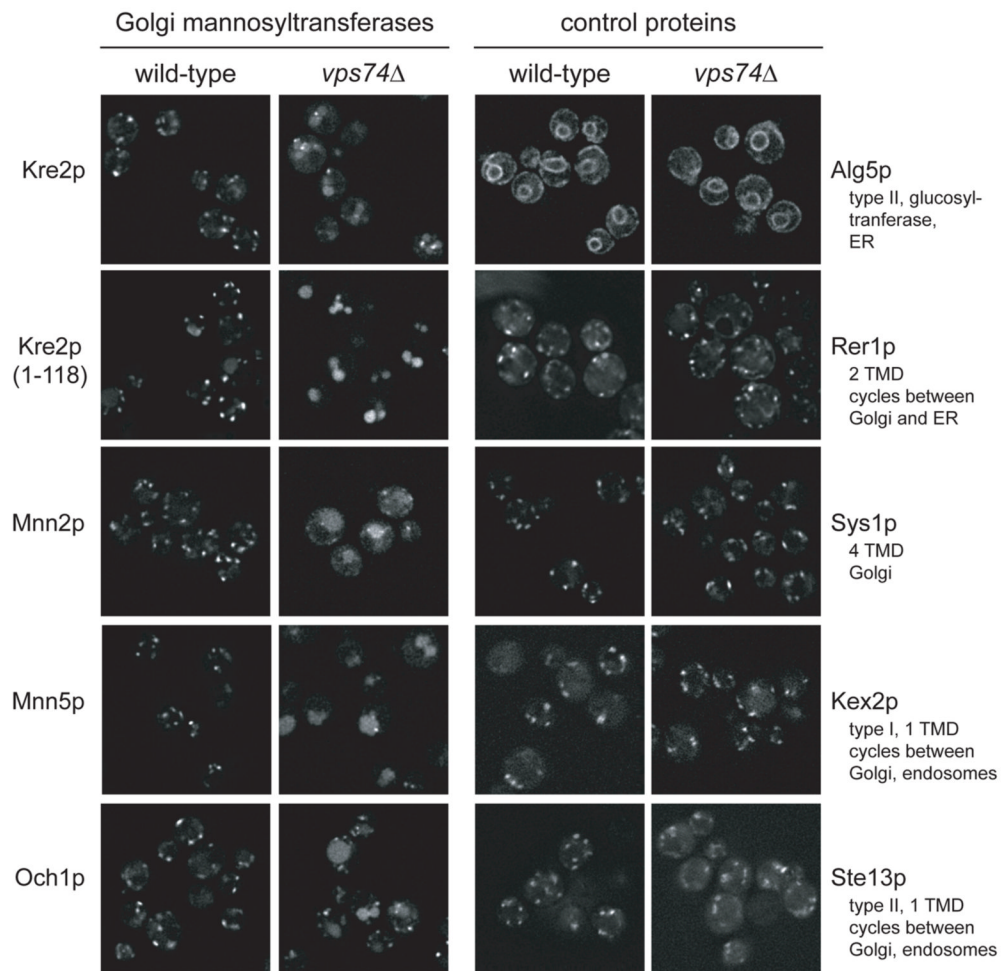 Golgi mannosyltransferases
control proteins
wild-type
vps74Δ
wild-type
vps74Δ
Kre2p
Alg5p
type II, glucosyl-
tranferase,
ER
Kre2p
(1-118)
Rer1p
2 TMD
cycles between
Golgi and ER
Mnn2p
Sys1p
4 TMD
Golgi
Mnn5p
Kex2p
type I, 1 TMD
cycles between
Golgi, endosomes
Och1p
Ste13p
type II, 1 TMD
cycles between
Golgi, endosomes